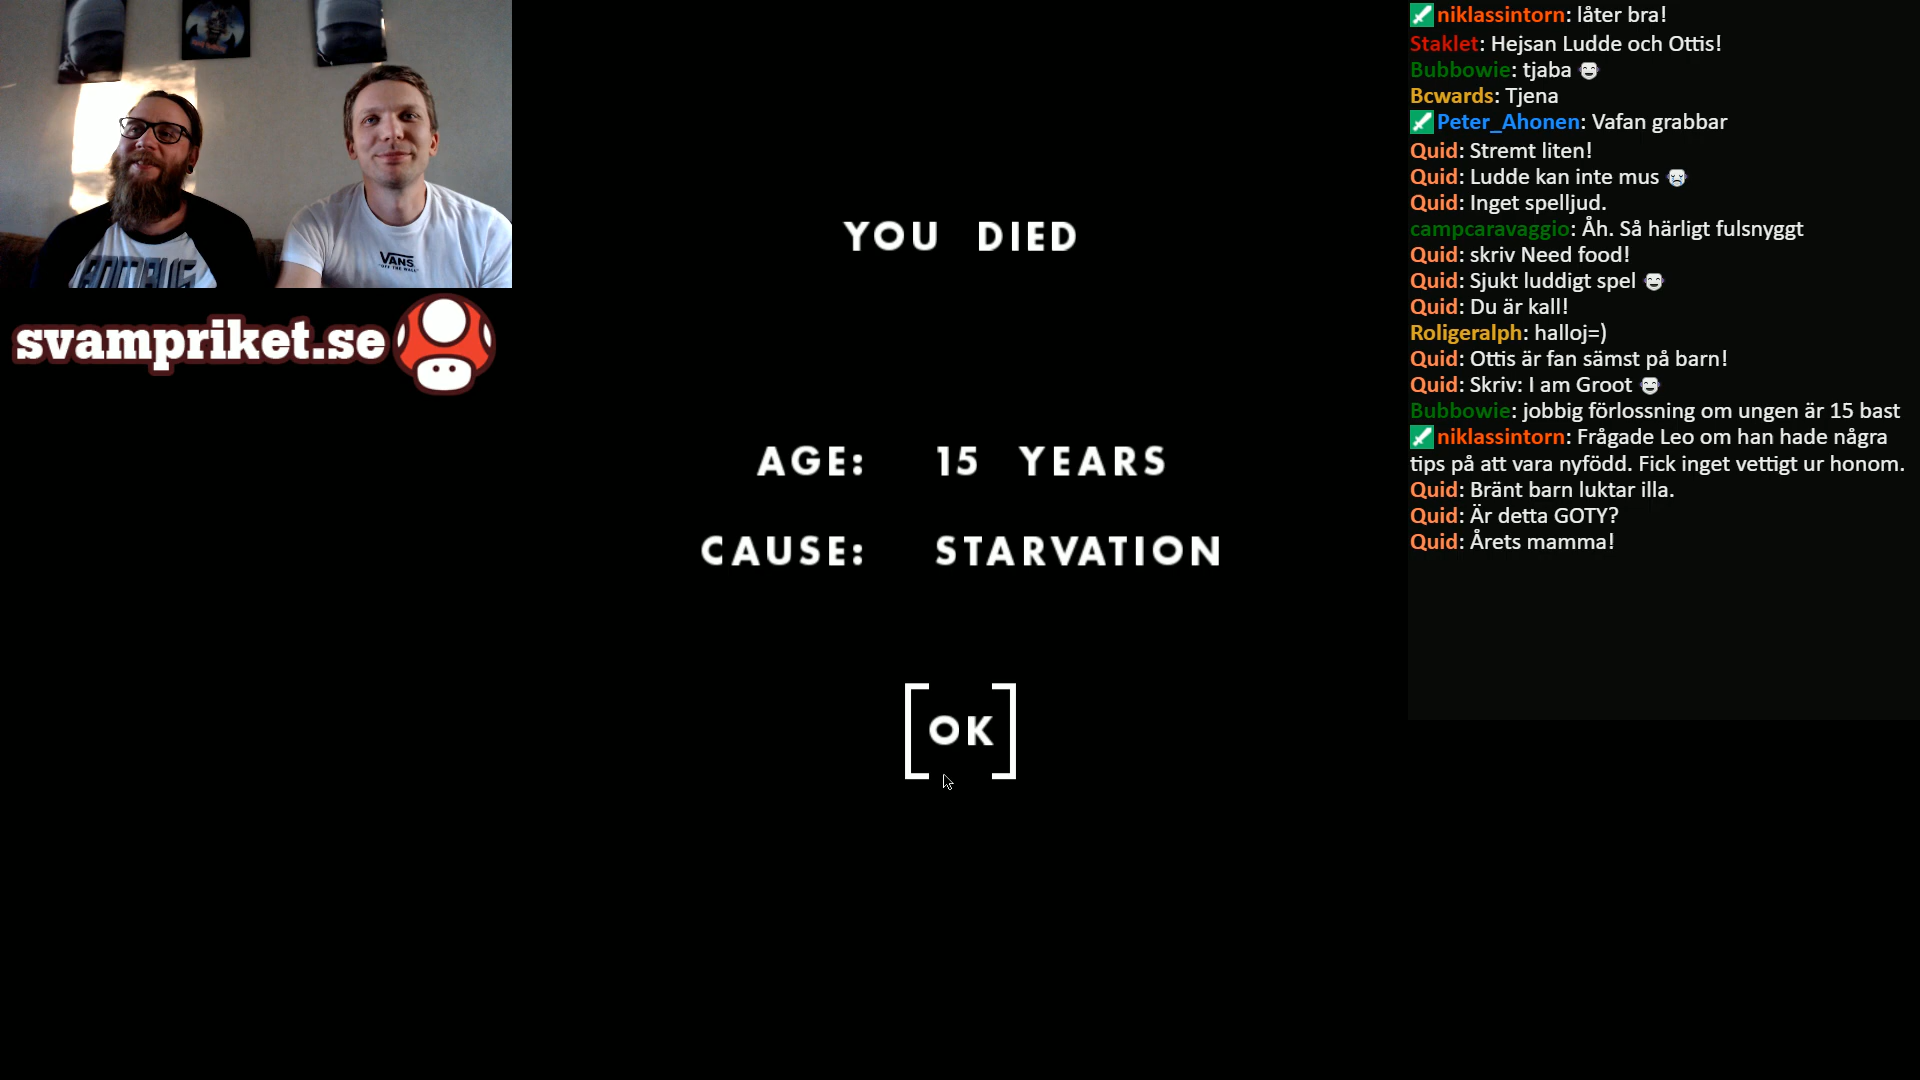 VANS
"OFF THE WALL"
svampriket.se
YOU DIED
AGE: 15 YEARS
CAUSE: STARVATION
OK
niklassintorn: låter bra!
Staklet: Hejsan Ludde och Ottis!
Bubbowie: tjaba
Bcwards: Tjena
Peter_Ahonen: Vafan grabbar
Quid: Stremt liten!
Quid: Ludde kan inte mus
Quid: Inget spelljud.
campcaravaggio: Åh. Så härligt fulsnyggt
Quid: skriv Need food!
Quid: Sjukt luddigt spel
Quid: Du är kall!
Roligeralph: halloj=)
Quid: Ottis är fan sämst på barn!
Quid: Skriv: I am Groot
Bubbowie: jobbig förlossning om ungen är 15 bast
niklassintorn: Frågade Leo om han hade några
tips på att vara nyfödd. Fick inget vettigt ur honom.
Quid: Bränt barn luktar illa.
Quid: Är detta GOTY?
Quid: Årets mamma!